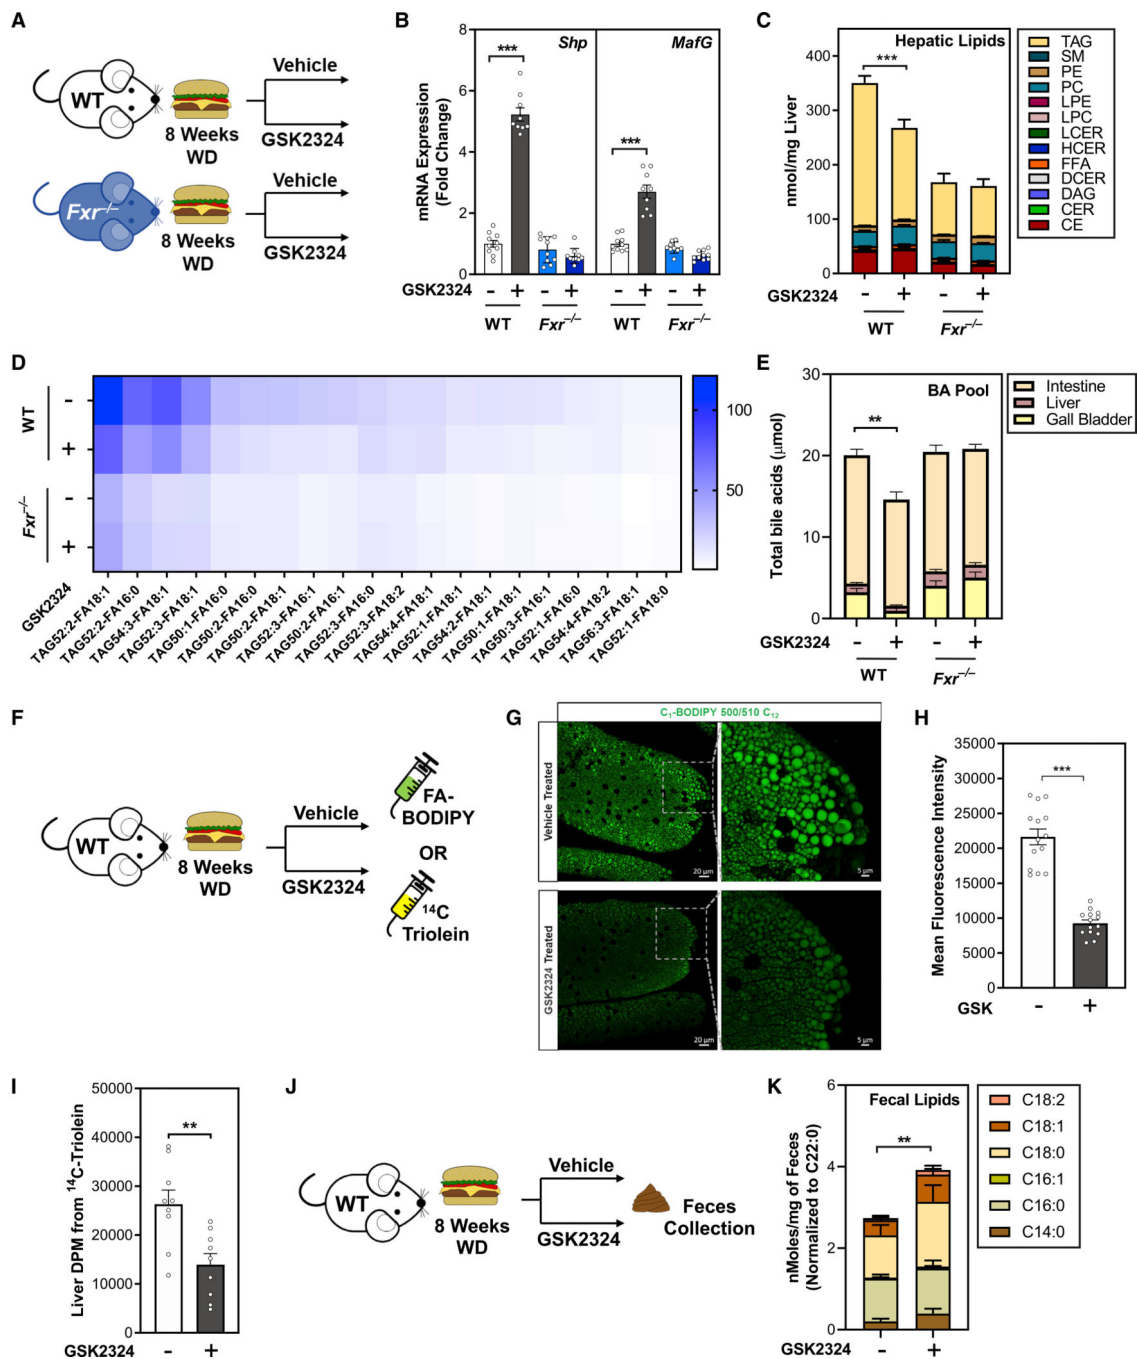 A
WT
8 Weeks
WD
Vehicle
GSK2324
Fxr–/–
8 Weeks
WD
Vehicle
GSK2324
B
mRNA Expression
(Fold Change)
8
6
4
2
0
Shp
MafG
***
***
GSK2324
- + - + - + - +
WT
Fxr–/–
WT
Fxr–/–
C
nmol/mg Liver
400
300
200
100
0
Hepatic Lipids
***
GSK2324
- + - +
WT
Fxr–/–
TAG
SM
PE
PC
LPE
LPC
LCER
HCER
FFA
DCER
DAG
CER
CE
D
WT
-
+
Fxr–/–
-
+
GSK2324
TAG52:2-FA18:1
TAG52:2-FA16:0
TAG54:3-FA18:1
TAG52:3-FA18:1
TAG50:1-FA16:0
TAG50:2-FA16:0
TAG50:2-FA18:1
TAG52:3-FA16:1
TAG50:2-FA16:1
TAG52:3-FA16:0
TAG52:3-FA18:2
TAG54:4-FA18:1
TAG52:1-FA18:1
TAG54:2-FA18:1
TAG50:1-FA18:1
TAG50:3-FA16:1
TAG52:1-FA16:0
TAG54:4-FA18:2
TAG56:3-FA18:1
TAG52:1-FA18:0
100
50
E
Total bile acids (µmol)
30
20
10
0
BA Pool
**
GSK2324
- + - +
WT
Fxr–/–
Intestine
Liver
Gall Bladder
F
WT
8 Weeks
WD
Vehicle
GSK2324
FA-
BODIPY
OR
14C
Triolein
G
C1-BODIPY 500/510 C12
Vehicle Treated
20 µm
5 µm
GSK2324 Treated
20 µm
5 µm
H
Mean Fluorescence Intensity
35000
30000
25000
20000
15000
10000
5000
0
***
GSK
- +
I
Liver DPM from 14C-Triolein
50000
40000
30000
20000
10000
0
**
GSK2324
- +
J
WT
8 Weeks
WD
Vehicle
GSK2324
Feces
Collection
K
nMoles/mg of Feces
(Normalized to C22:0)
6
4
2
0
Fecal Lipids
**
GSK2324
- +
C18:2
C18:1
C18:0
C16:1
C16:0
C14:0